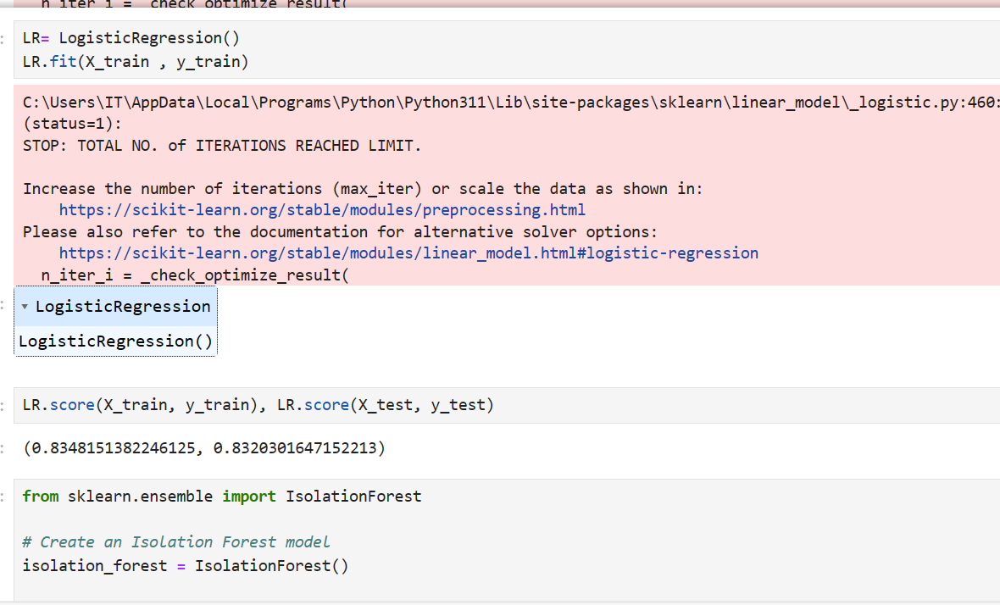 n_iter_i = _check_optimize_result(
LR= LogisticRegression()
LR.fit(X_train , y_train)
C:\Users\IT\AppData\Local\Programs\Python\Python311\Lib\site-packages\sklearn\linear_model\_logistic.py:460:
(status=1):
STOP: TOTAL NO. of ITERATIONS REACHED LIMIT.
Increase the number of iterations (max_iter) or scale the data as shown in:
https://scikit-learn.org/stable/modules/preprocessing.html
Please also refer to the documentation for alternative solver options:
https://scikit-learn.org/stable/modules/linear_model.html#logistic-regression
n_iter_i = _check_optimize_result(
▾ LogisticRegression
LogisticRegression()
LR.score(X_train, y_train), LR.score(X_test, y_test)
(0.8348151382246125, 0.8320301647152213)
from sklearn.ensemble import IsolationForest
# Create an Isolation Forest model
isolation_forest = IsolationForest()